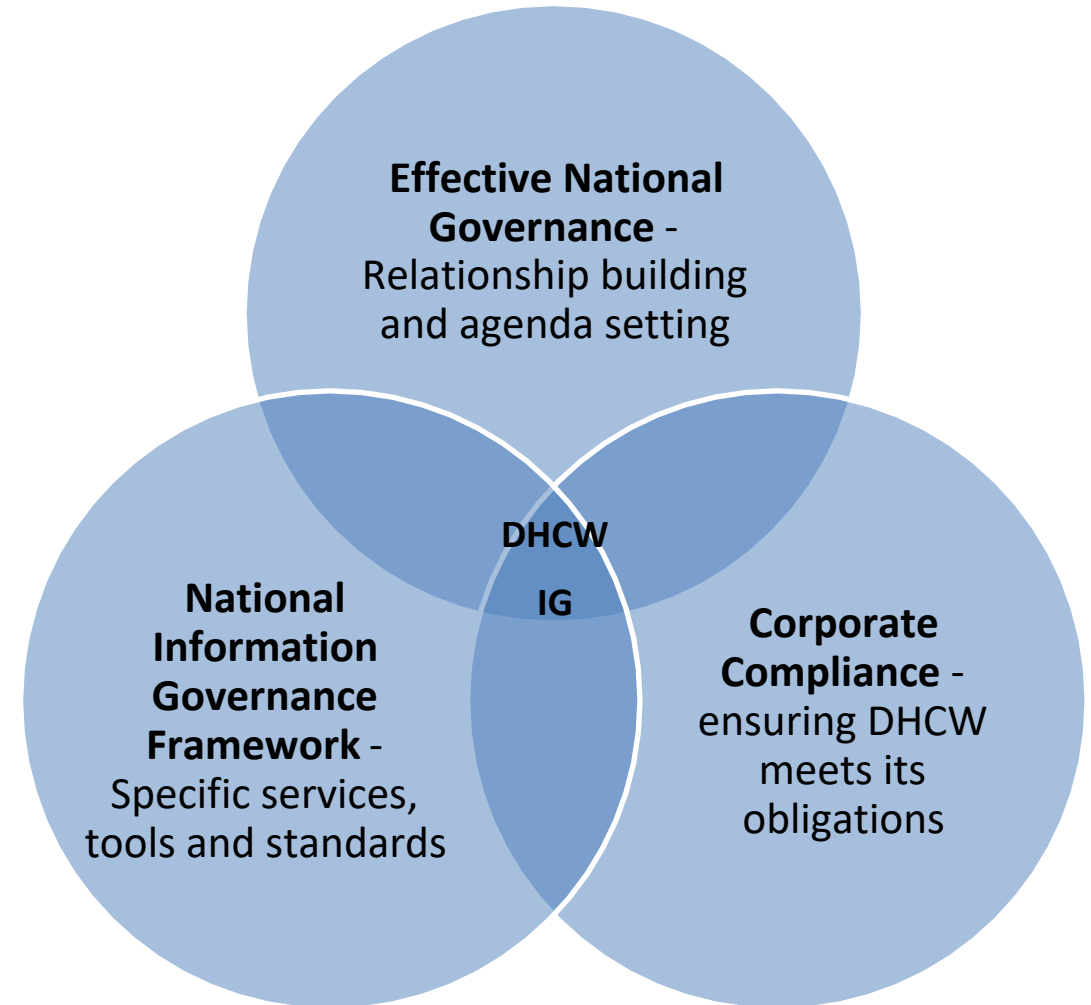 Effective National
Governance -
Relationship building
and agenda setting
DHCW
IG
National
Information
Governance
Framework -
Specific services,
tools and standards
Corporate
Compliance -
ensuring DHCW
meets its
obligations